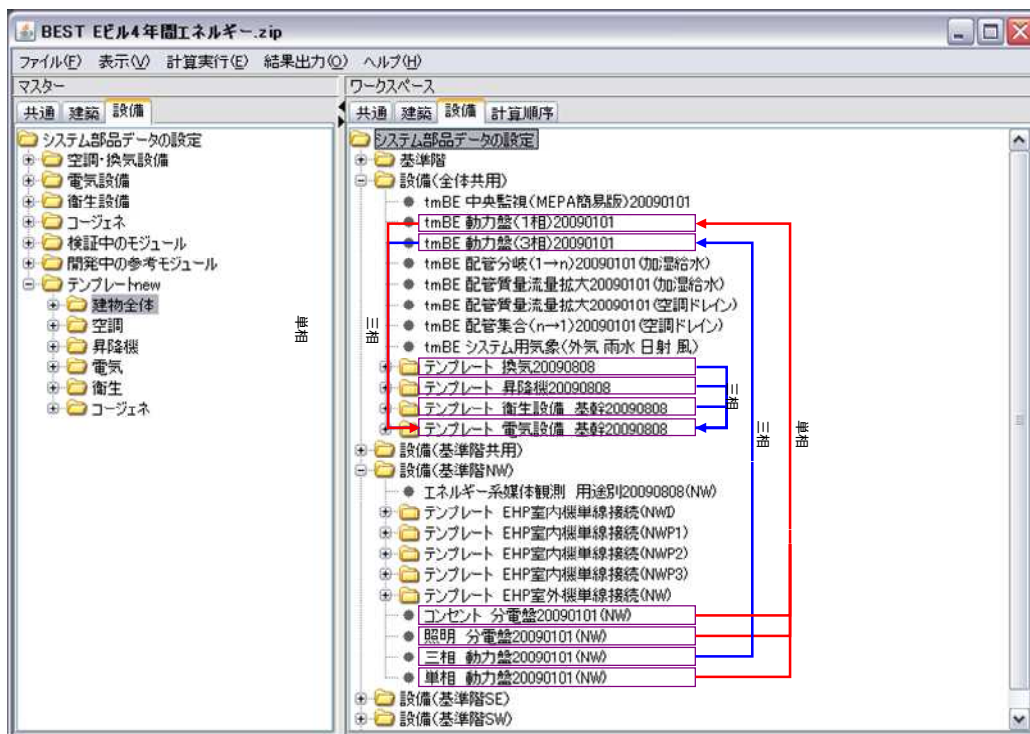 BEST Eビル4年間エネルギー.zip
ファイル(F) 表示(V) 計算実行(E) 結果出力(O) ヘルプ(H)
マスター
共通 建築 設備
システム部品データの設定
空調・換気設備
電気設備
衛生設備
コージェネ
検証中のモジュール
開発中の参考モジュール
テンプレートnew
建物全体
空調
昇降機
電気
衛生
コージェネ
ワークスペース
共通 建築 設備 計算順序
システム部品データの設定
基準階
設備(全体共用)
tmBE 中央監視(MEPA簡易版)20090101
tmBE 動力盤(1相)20090101
tmBE 動力盤(3相)20090101
tmBE 配管分岐(1→n)20090101(加湿給水)
tmBE 配管質量流量拡大20090101(加湿給水)
tmBE 配管質量流量拡大20090101(空調ドレイン)
tmBE 配管集合(n→1)20090101(空調ドレイン)
tmBE システム用気象(外気 雨水 日射 風)
テンプレート 換気20090808
テンプレート 昇降機20090808
テンプレート 衛生設備 基幹20090808
テンプレート 電気設備 基幹20090808
設備(基準階共用)
設備(基準階NW)
エネルギー系媒体観測 用途別20090808(NW)
テンプレート EHP室内機単線接続(NWI)
テンプレート EHP室内機単線接続(NWP1)
テンプレート EHP室内機単線接続(NWP2)
テンプレート EHP室内機単線接続(NWP3)
テンプレート EHP室外機単線接続(NW)
コンセント 分電盤20090101(NW)
照明 分電盤20090101(NW)
三相 動力盤20090101(NW)
単相 動力盤20090101(NW)
設備(基準階SE)
設備(基準階SW)
単相
三相
三相
三相
単相